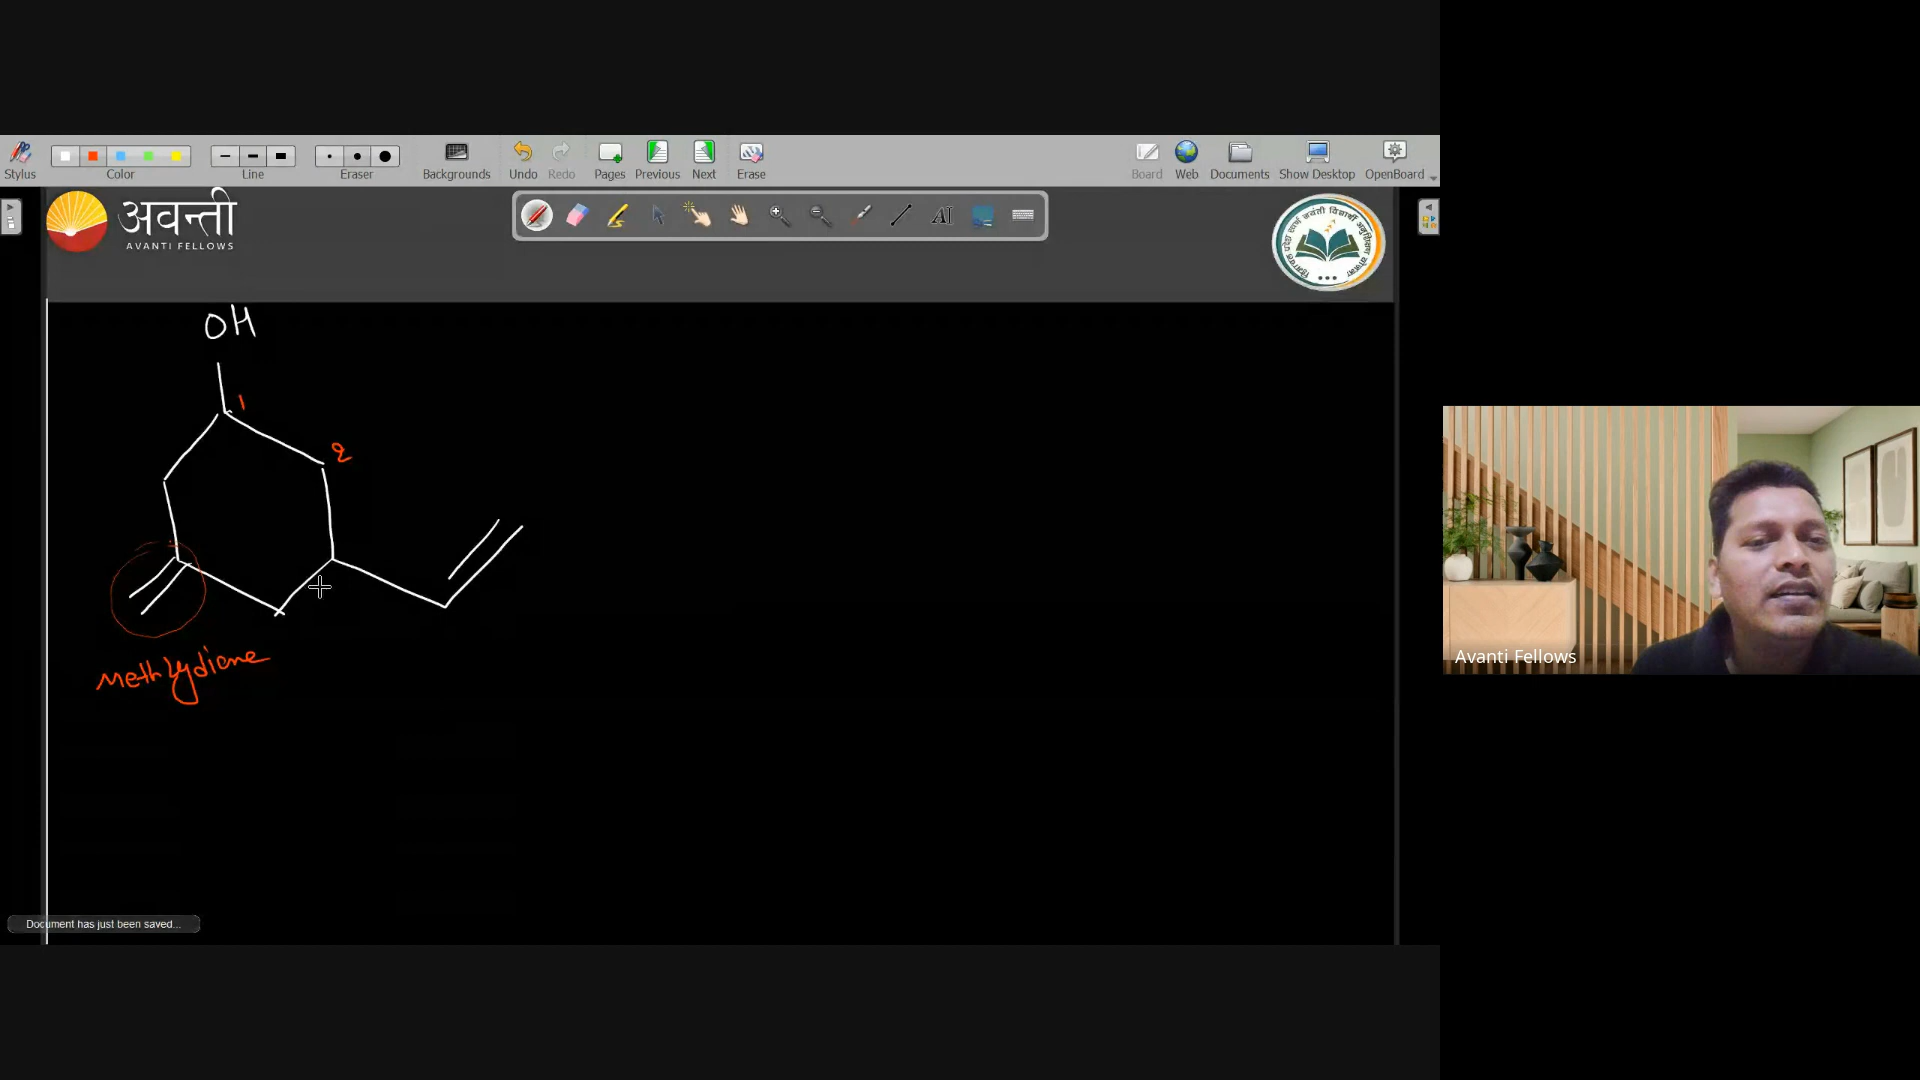 Stylus
Color
Line
Eraser
Backgrounds
Undo
Redo
Pages
Previous
Next
Erase
Board
Web
Documents
Show Desktop
OpenBoard
अवन्ती
AVANTI FELLOWS
OH
1
2
Methlydiene
Avanti Fellows
Document has just been saved...